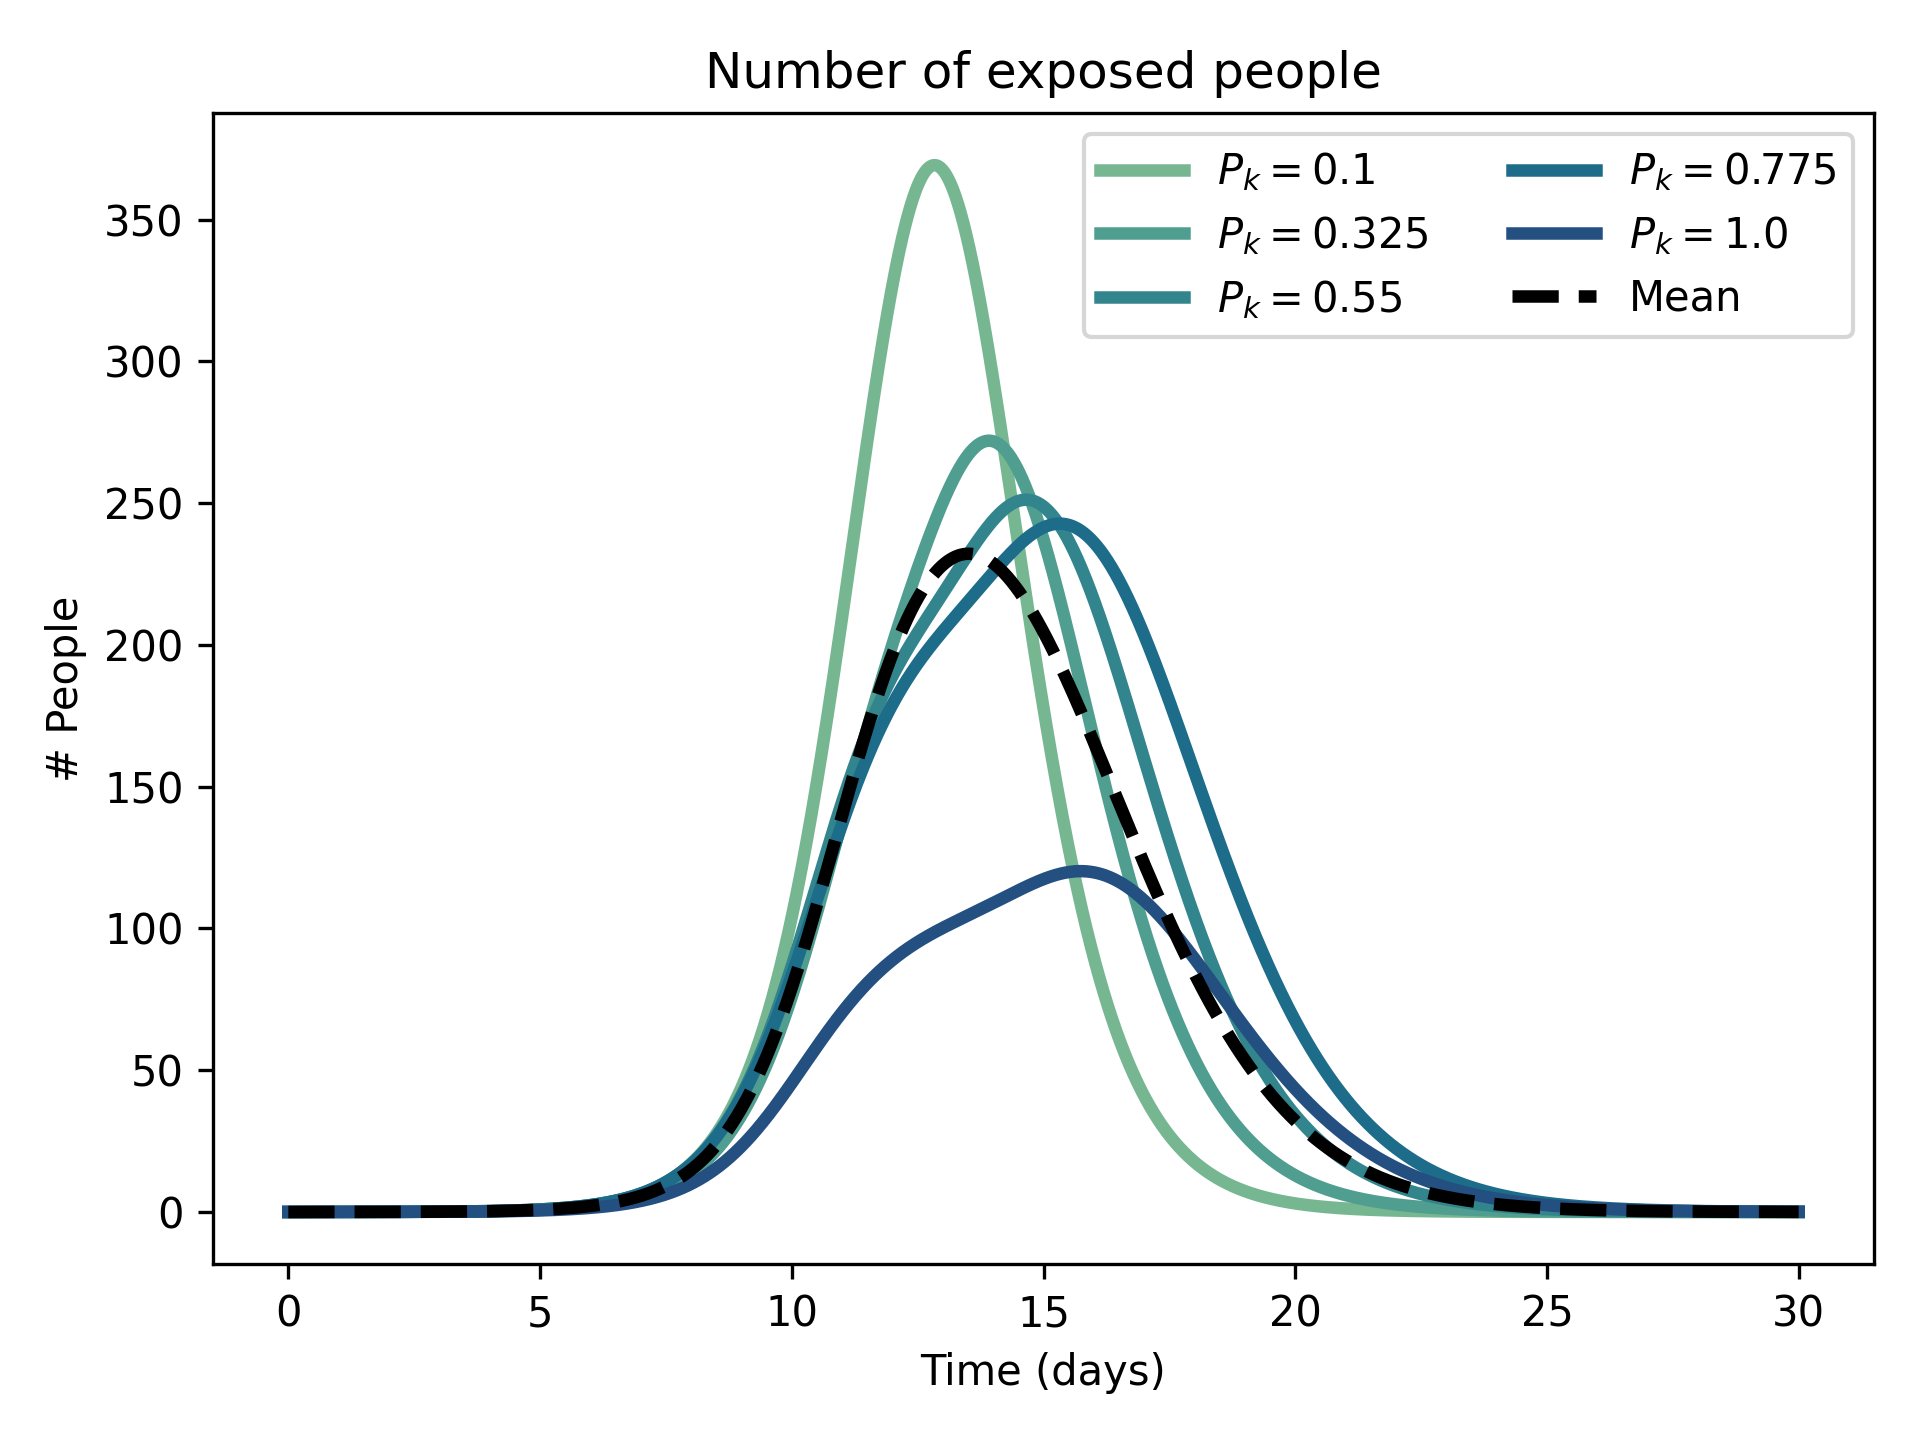 Number of exposed people
P_k = 0.1
P_k = 0.325
P_k = 0.55
P_k = 0.775
P_k = 1.0
Mean
350
300
250
200
150
100
50
0
# People
0 5 10 15 20 25 30
Time (days)